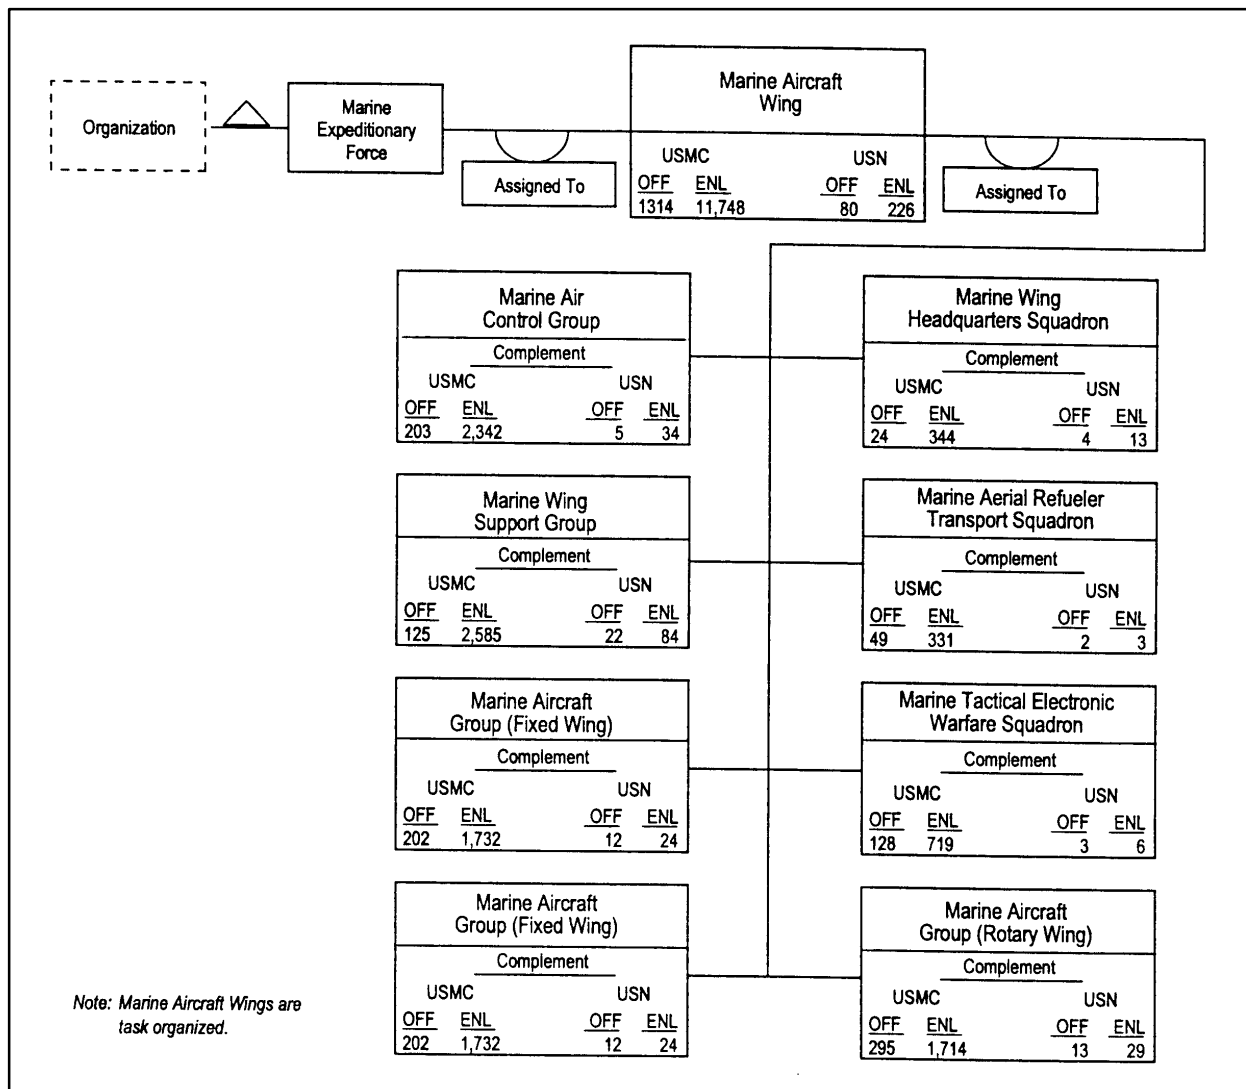 Marine Aircraft
Wing
Organization
Marine
Expeditionary
Force
Assigned To
USMC USN
OFF ENL OFF ENL
1314 11,748 80 226
Assigned To
Marine Air
Control Group
Complement
USMC USN
OFF ENL OFF ENL
203 2,342 5 34
Marine Wing
Headquarters Squadron
Complement
USMC USN
OFF ENL OFF ENL
24 344 4 13
Marine Wing
Support Group
Complement
USMC USN
OFF ENL OFF ENL
125 2,585 22 84
Marine Aerial Refueler
Transport Squadron
Complement
USMC USN
OFF ENL OFF ENL
49 331 2 3
Marine Aircraft
Group (Fixed Wing)
Complement
USMC USN
OFF ENL OFF ENL
202 1,732 12 24
Marine Tactical Electronic
Warfare Squadron
Complement
USMC USN
OFF ENL OFF ENL
128 719 3 6
Marine Aircraft
Group (Fixed Wing)
Complement
USMC USN
OFF ENL OFF ENL
202 1,732 12 24
Marine Aircraft
Group (Rotary Wing)
Complement
USMC USN
OFF ENL OFF ENL
295 1,714 13 29
Note: Marine Aircraft Wings are
task organized.